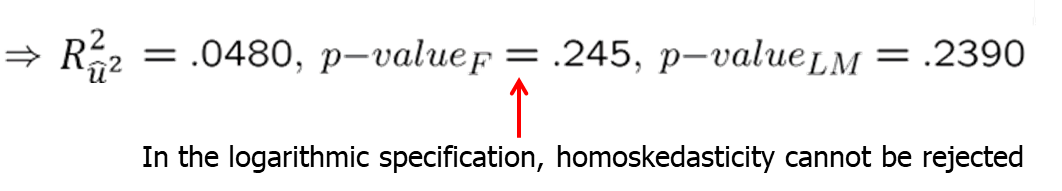 ⇒ R²_û² = .0480, p−value_F = .245, p−value_LM = .2390
In the logarithmic specification, homoskedasticity cannot be rejected